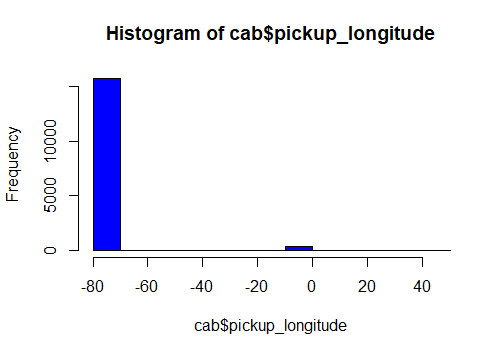 Histogram of cab$pickup_longitude
Frequency
0 5000 10000
-80 -60 -40 -20 0 20 40
cab$pickup_longitude